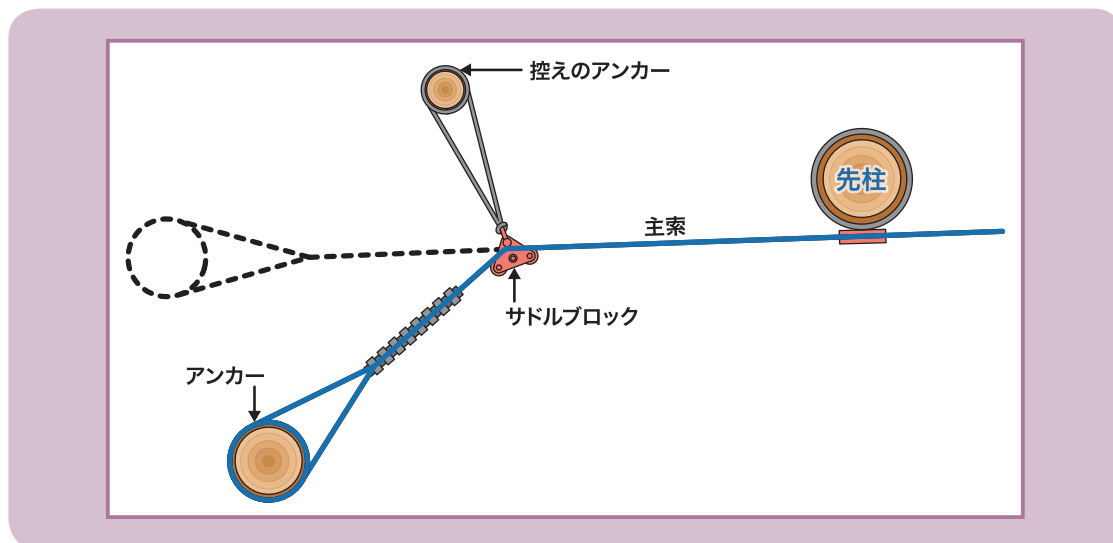 控えのアンカー
先柱
主索
サドルブロック
アンカー